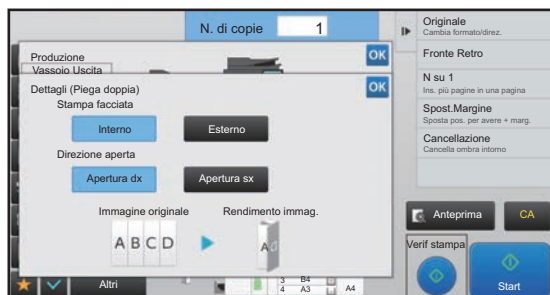 N. di copie 1
Originale
Cambia formato/direz.
Fronte Retro
N su 1
Ins. più pagine in una pagina
Spost.Margine
Sposta pos. per avere + marg.
Cancellazione
Cancella ombra intorno
Produzione
OK
Vassoio Uscita
Dettagli (Piega doppia)
OK
Stampa facciata
Interno
Esterno
Direzione aperta
Apertura dx
Apertura sx
Immagine originale
Rendimento immag.
A B C D
A
Anteprima
CA
Verif stampa
Start
Altri
3 B4
4 A3
A4